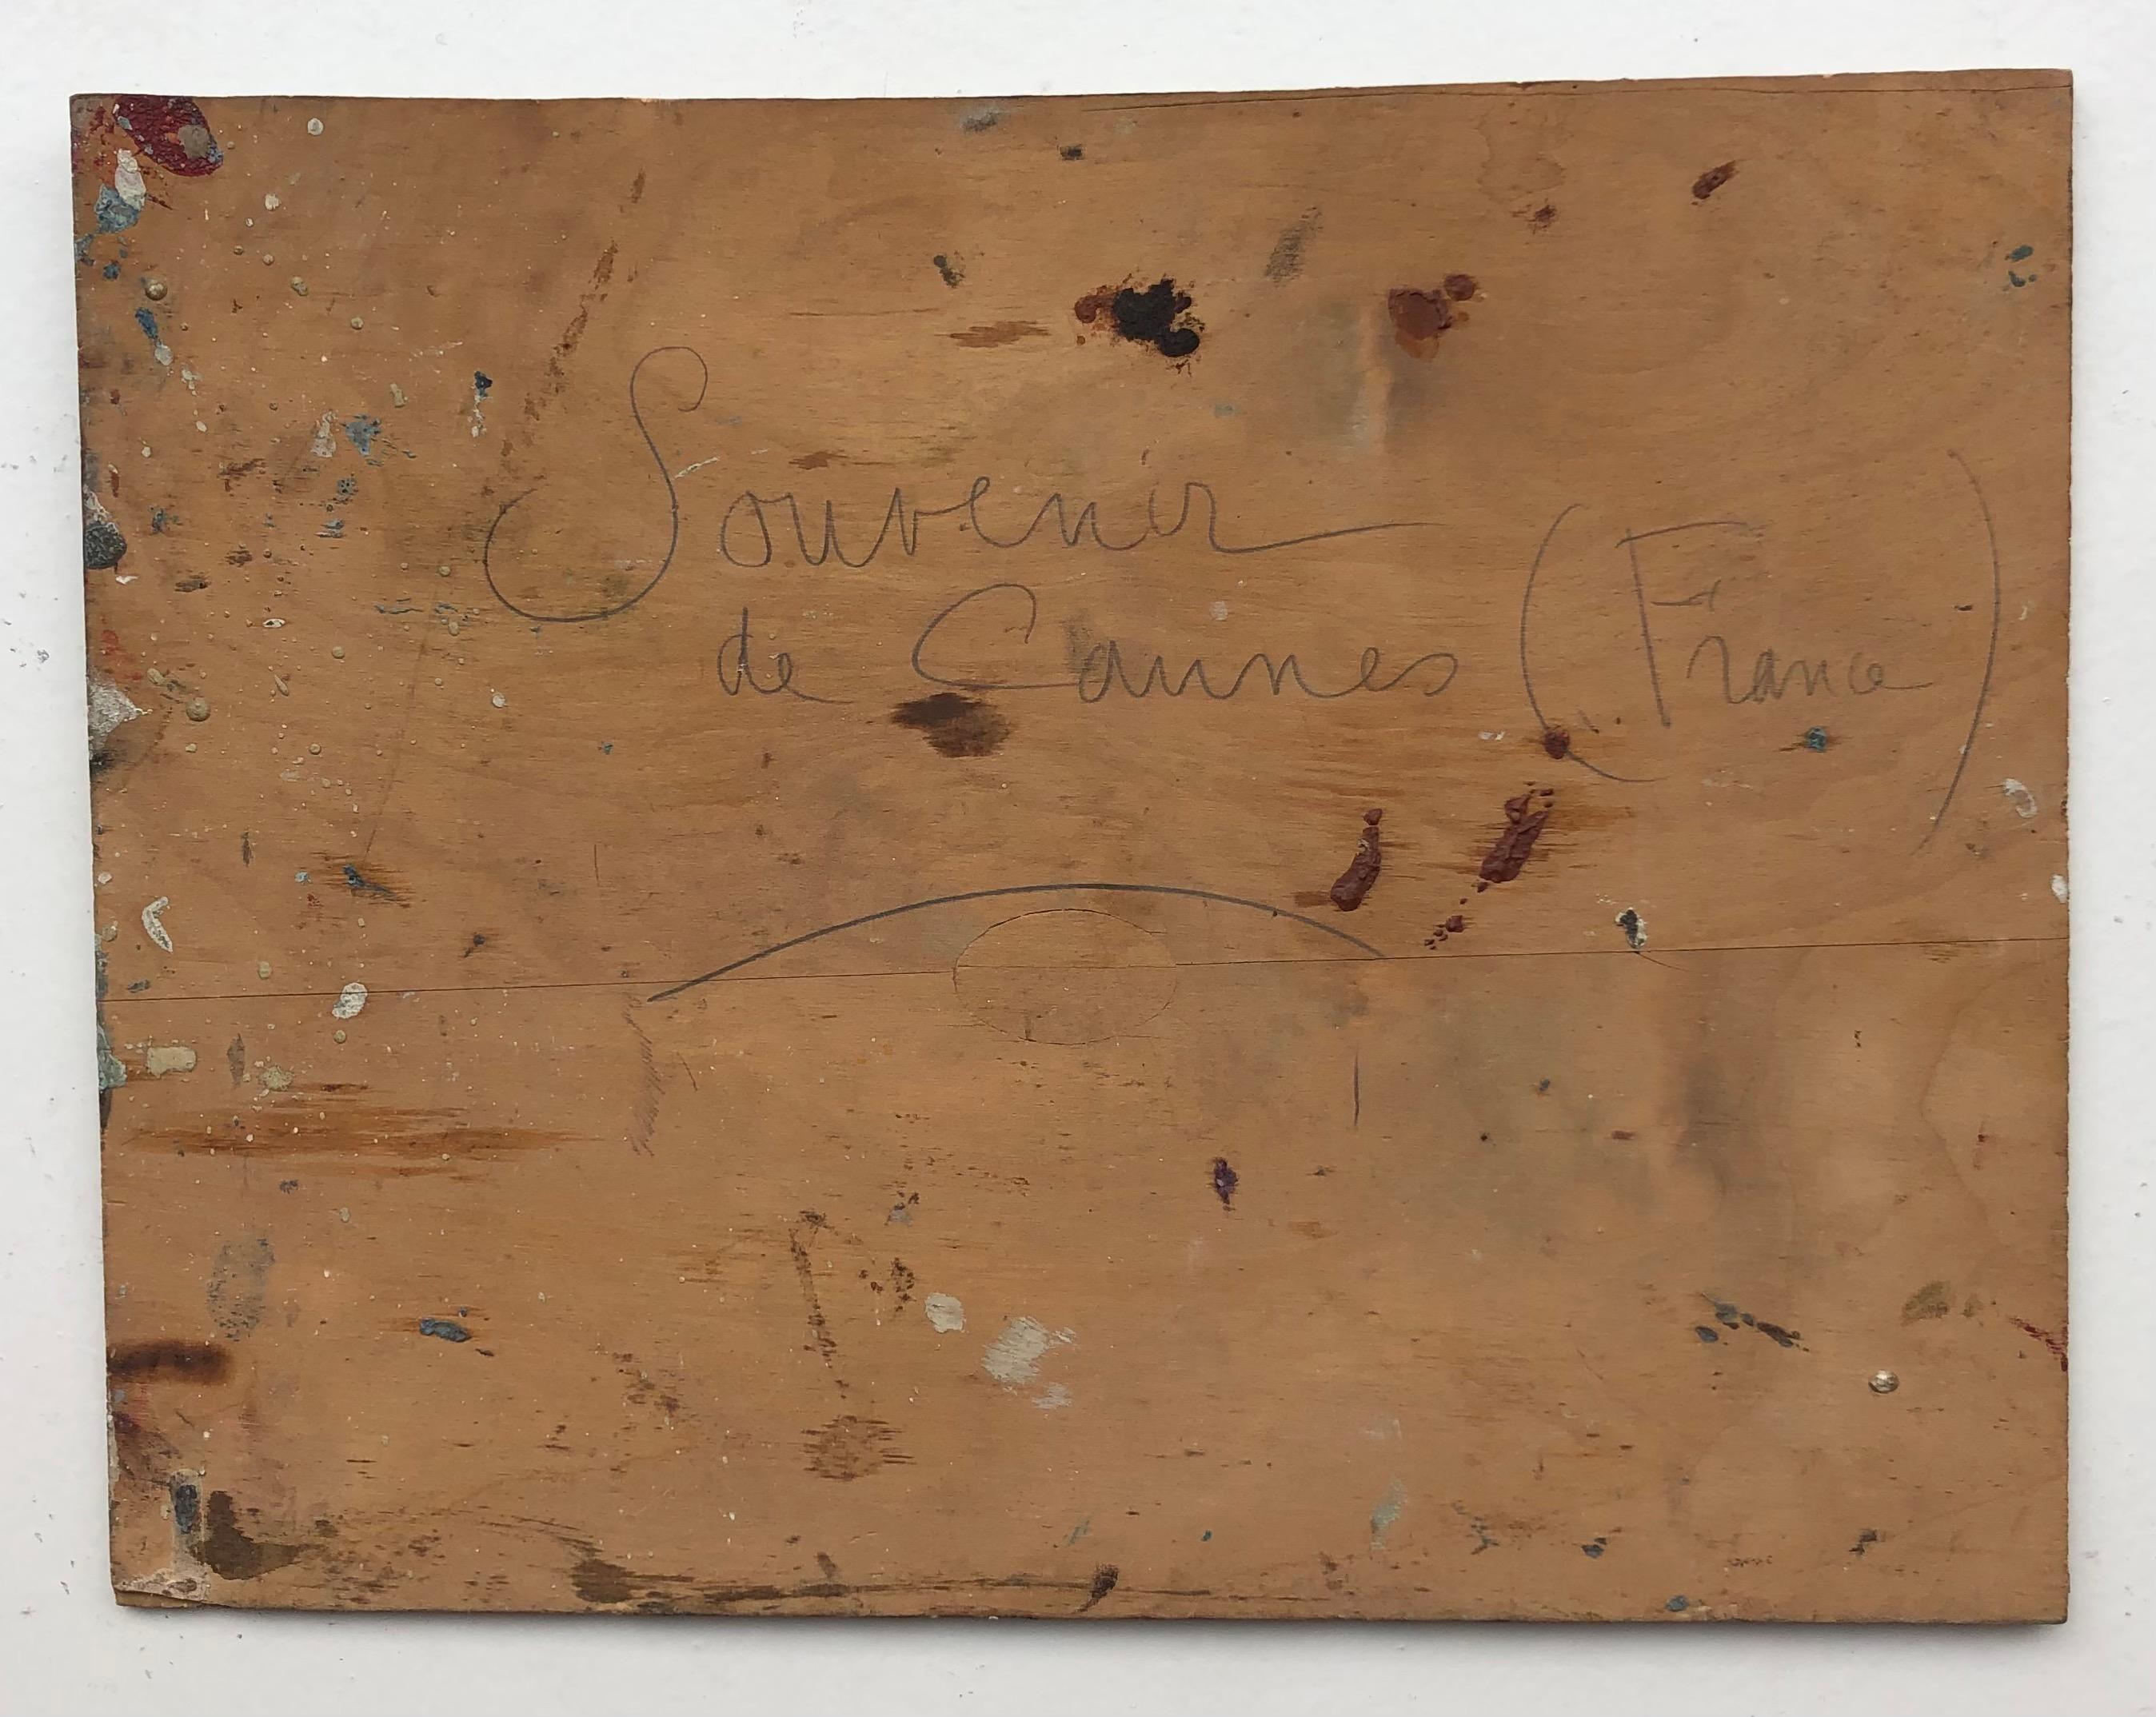 Souvenir
de Cannes (France)